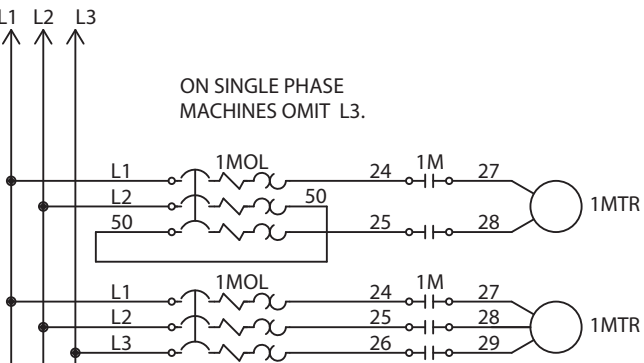 L1 L2 L3
ON SINGLE PHASE
MACHINES OMIT L3.
L1 1MOL 24 1M 27
L2 50
50 25 28
1MTR
L1 1MOL 24 1M 27
L2 25 28
L3 26 29
1MTR